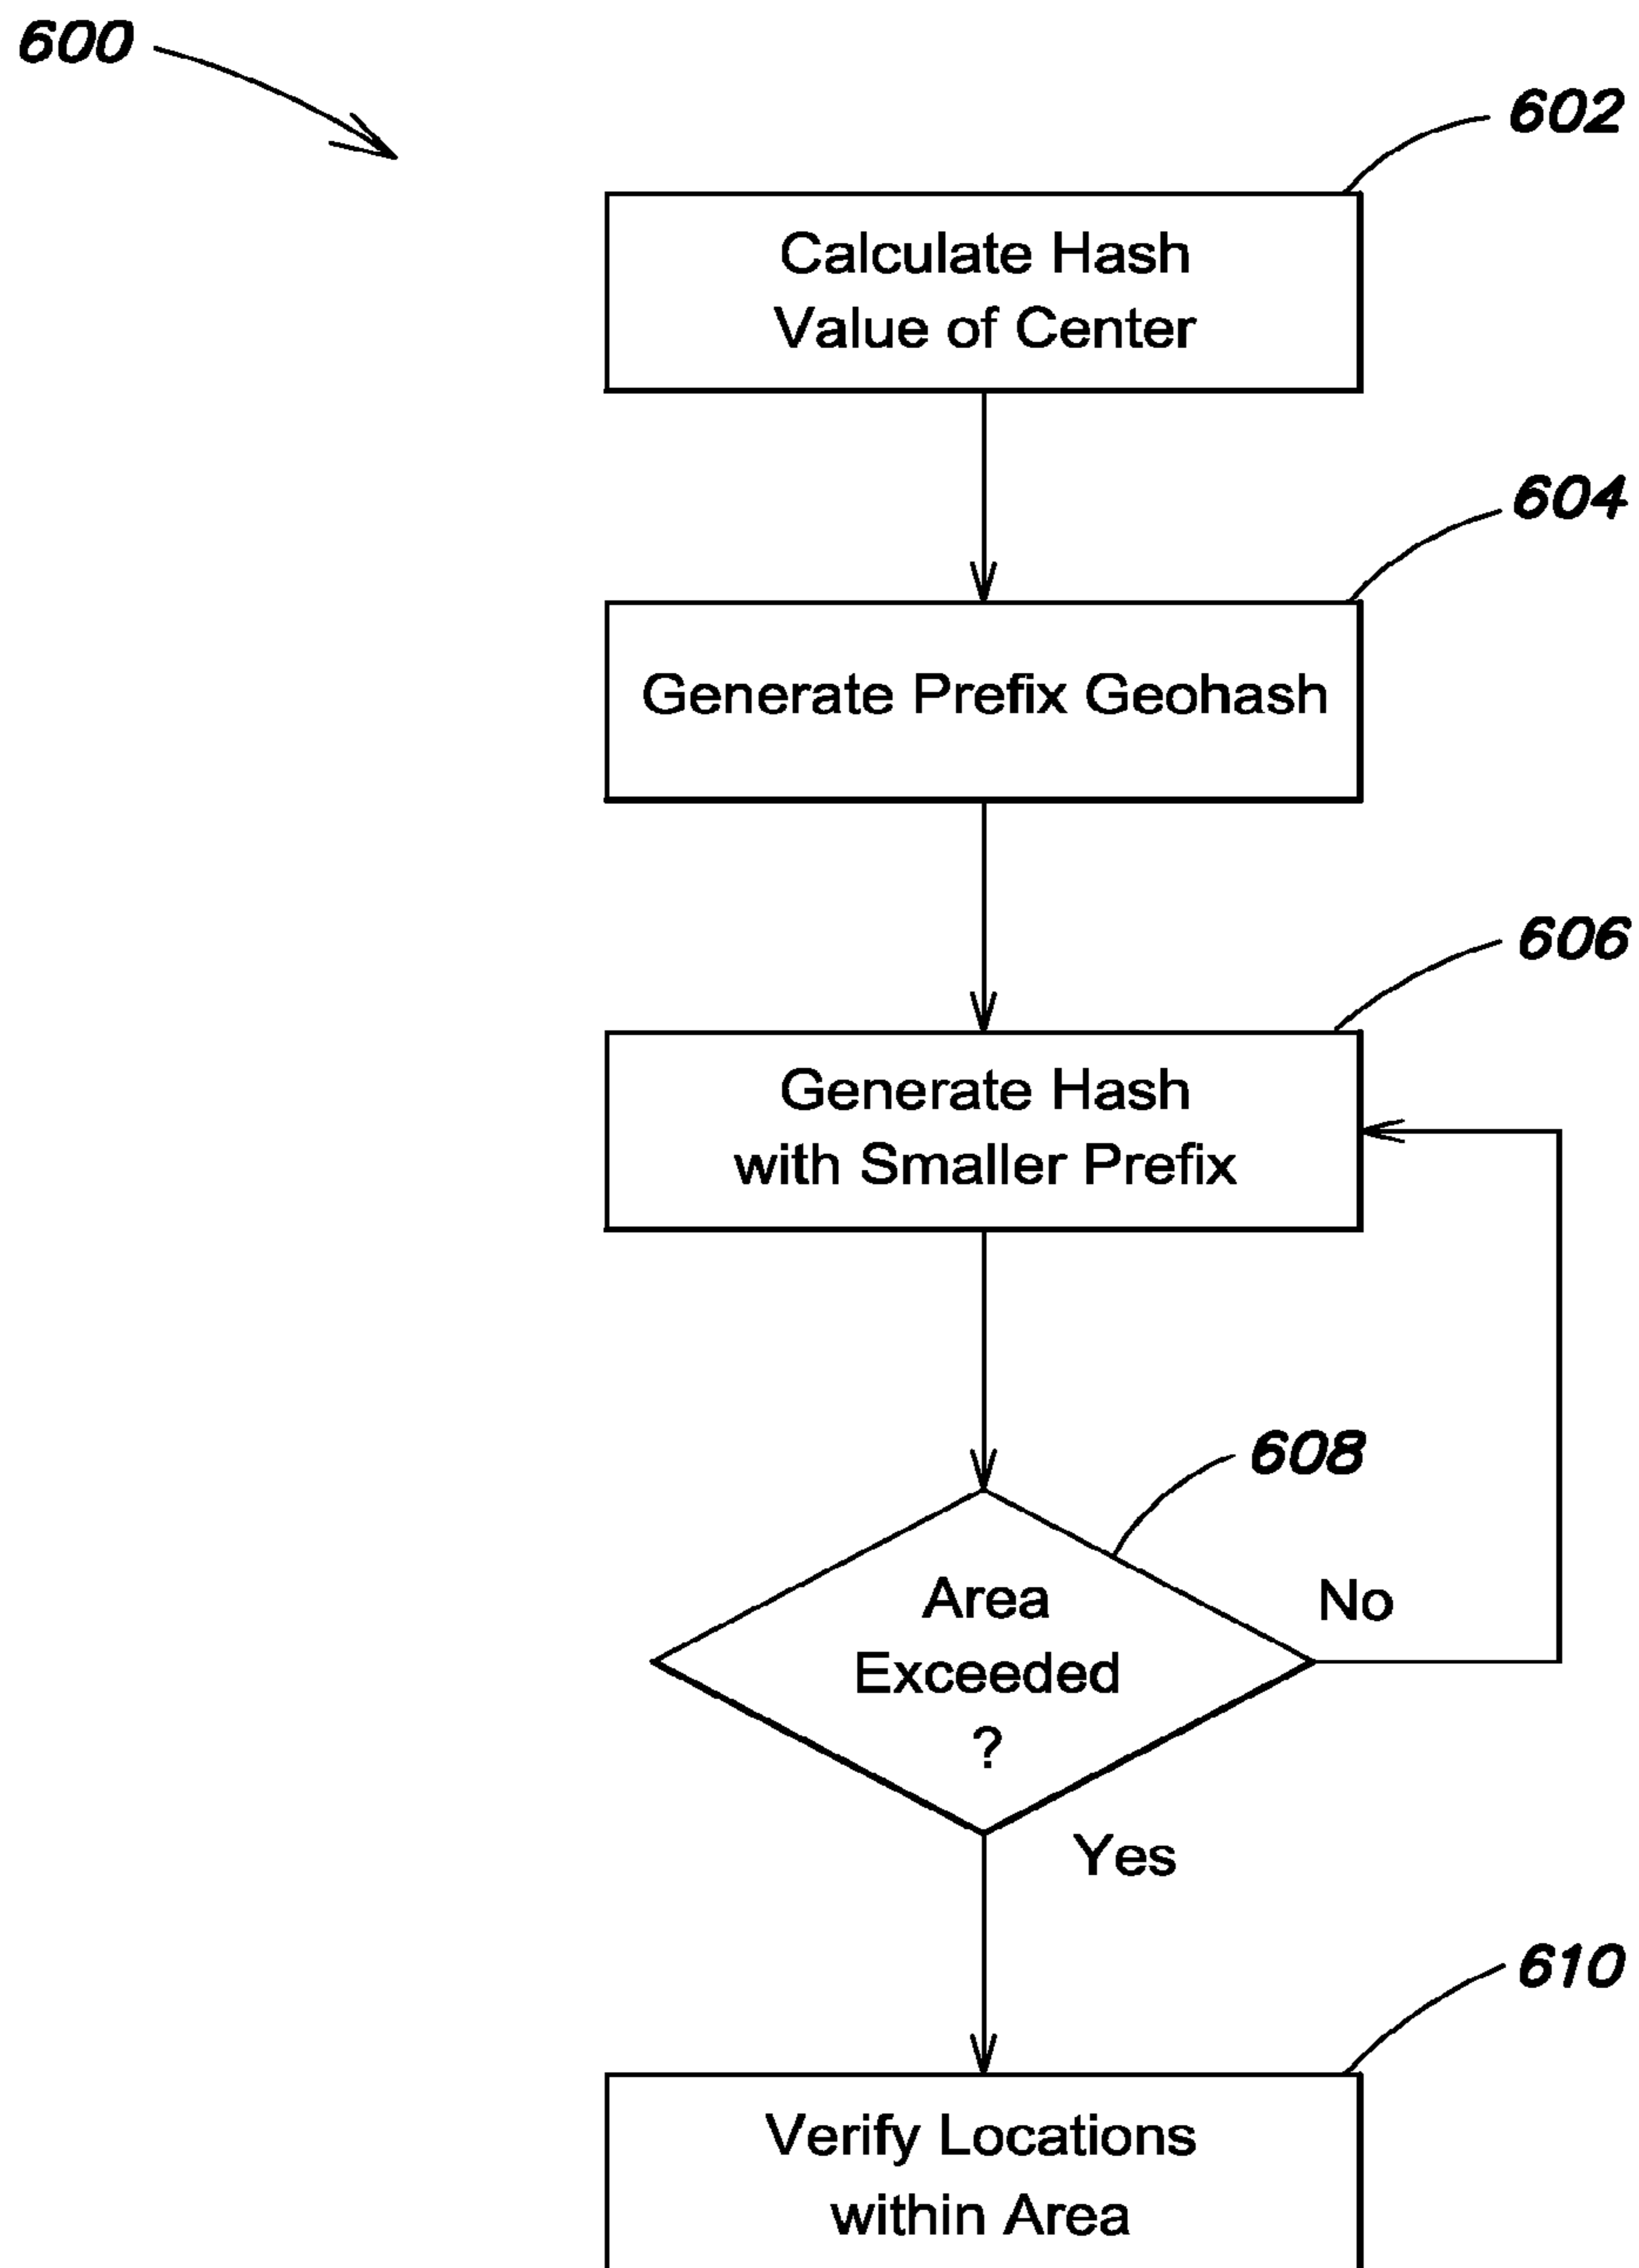 600
602
Calculate Hash
Value of Center
604
Generate Prefix Geohash
606
Generate Hash
with Smaller Prefix
608
Area
Exceeded
?
No
Yes
610
Verify Locations
within Area